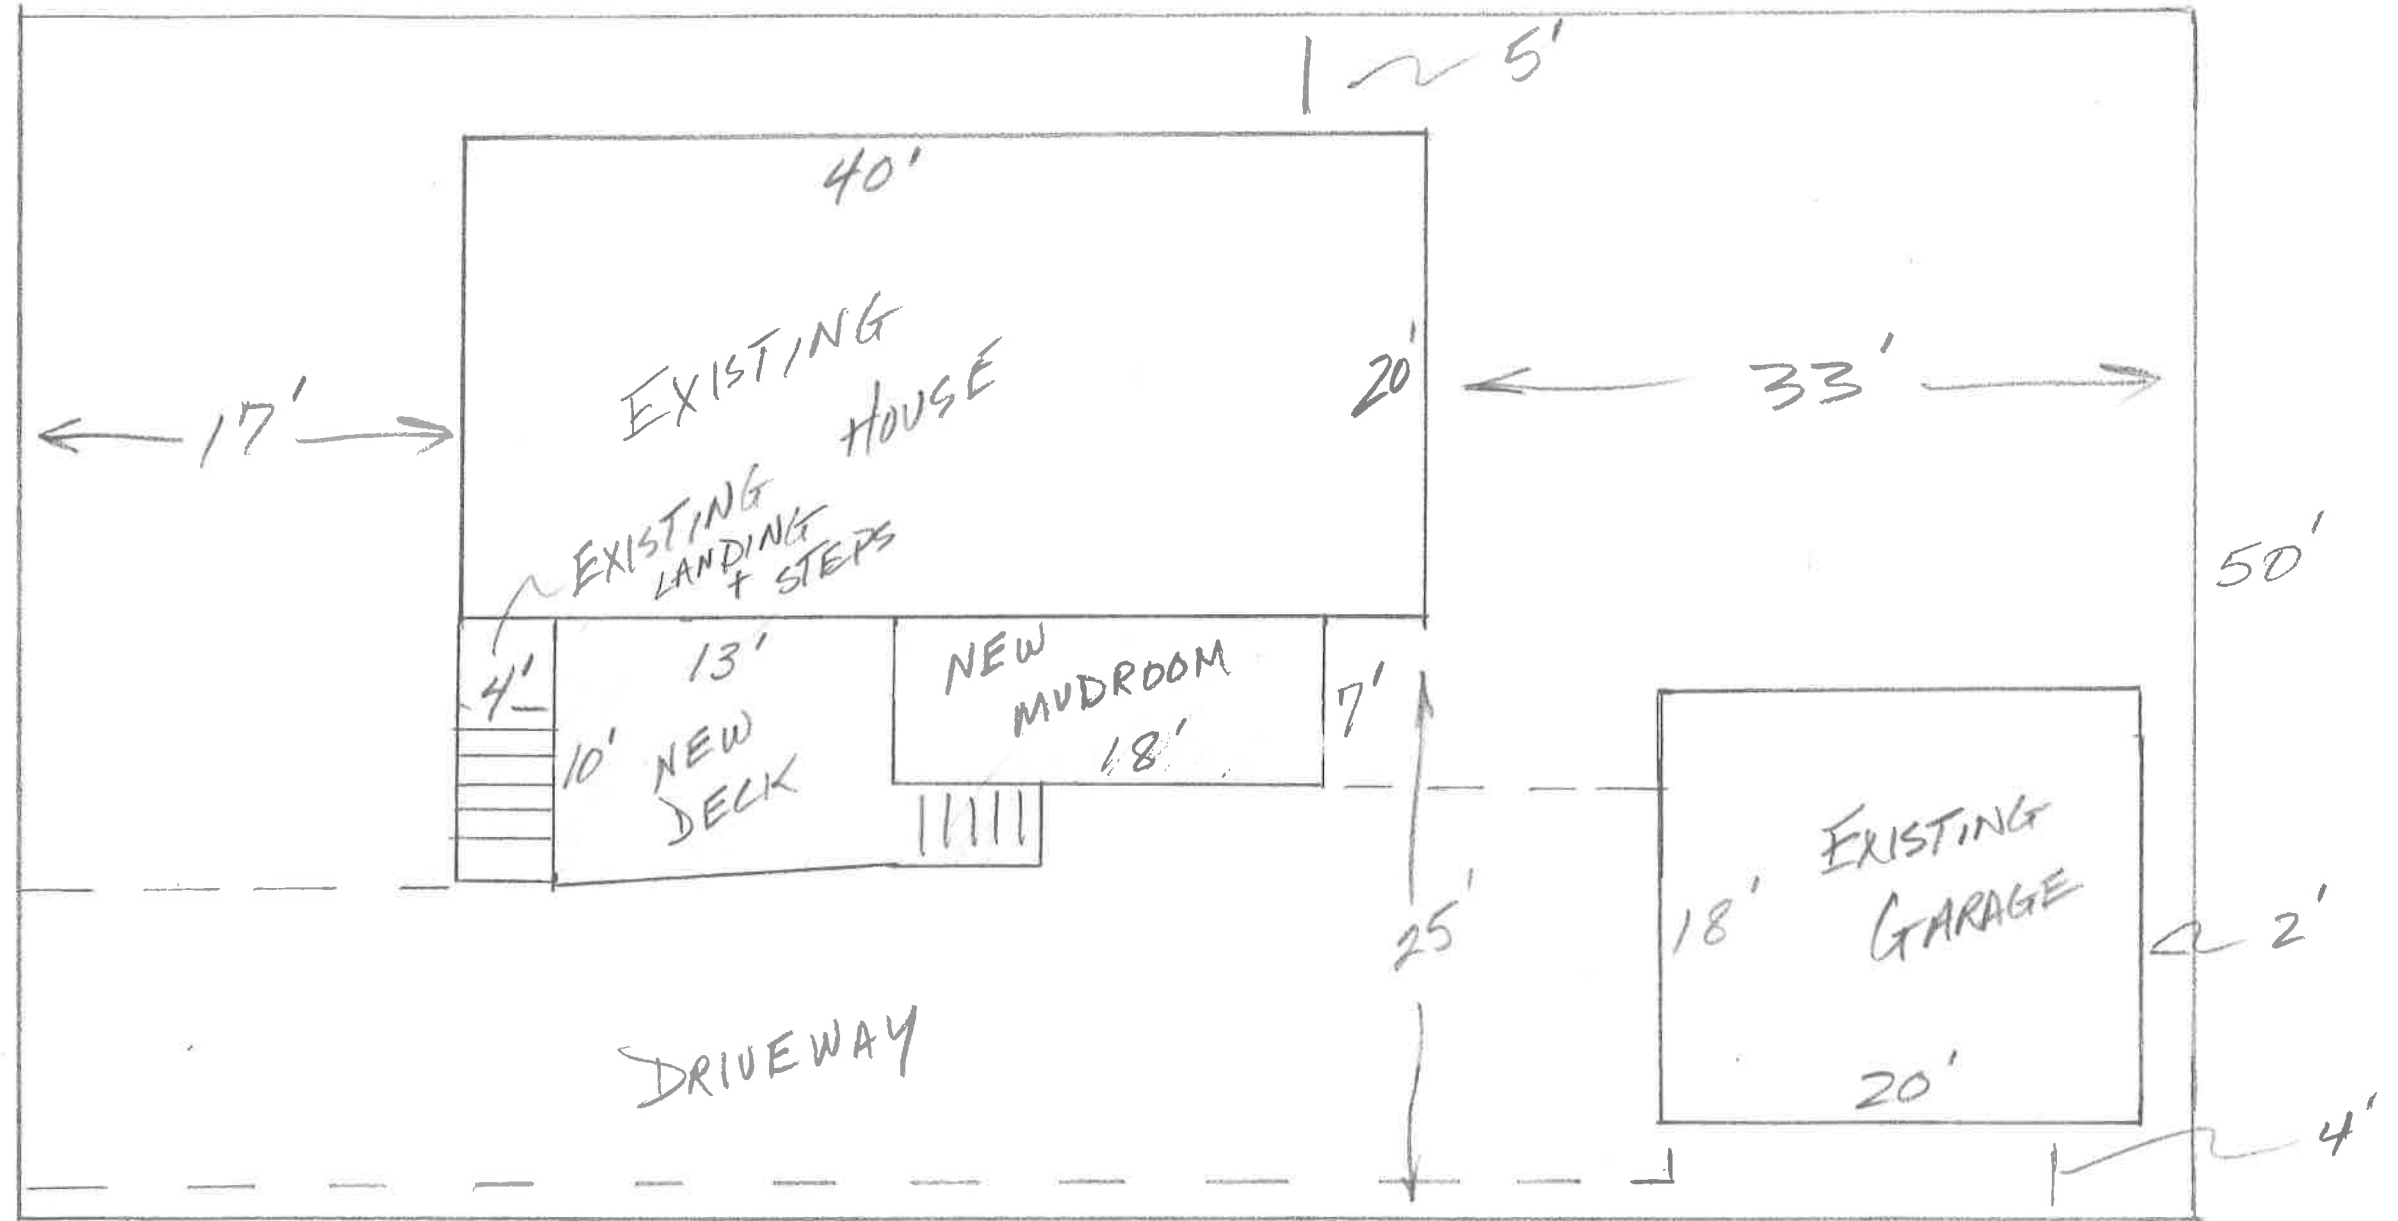 5'
40'
EXISTING
HOUSE
20'
33'
17'
EXISTING
LANDING
+ STEPS
50'
4'
13'
10'
NEW
DECK
NEW
MUDROOM
18'
7'
25'
EXISTING
GARAGE
18'
20'
2'
4'
DRIVEWAY